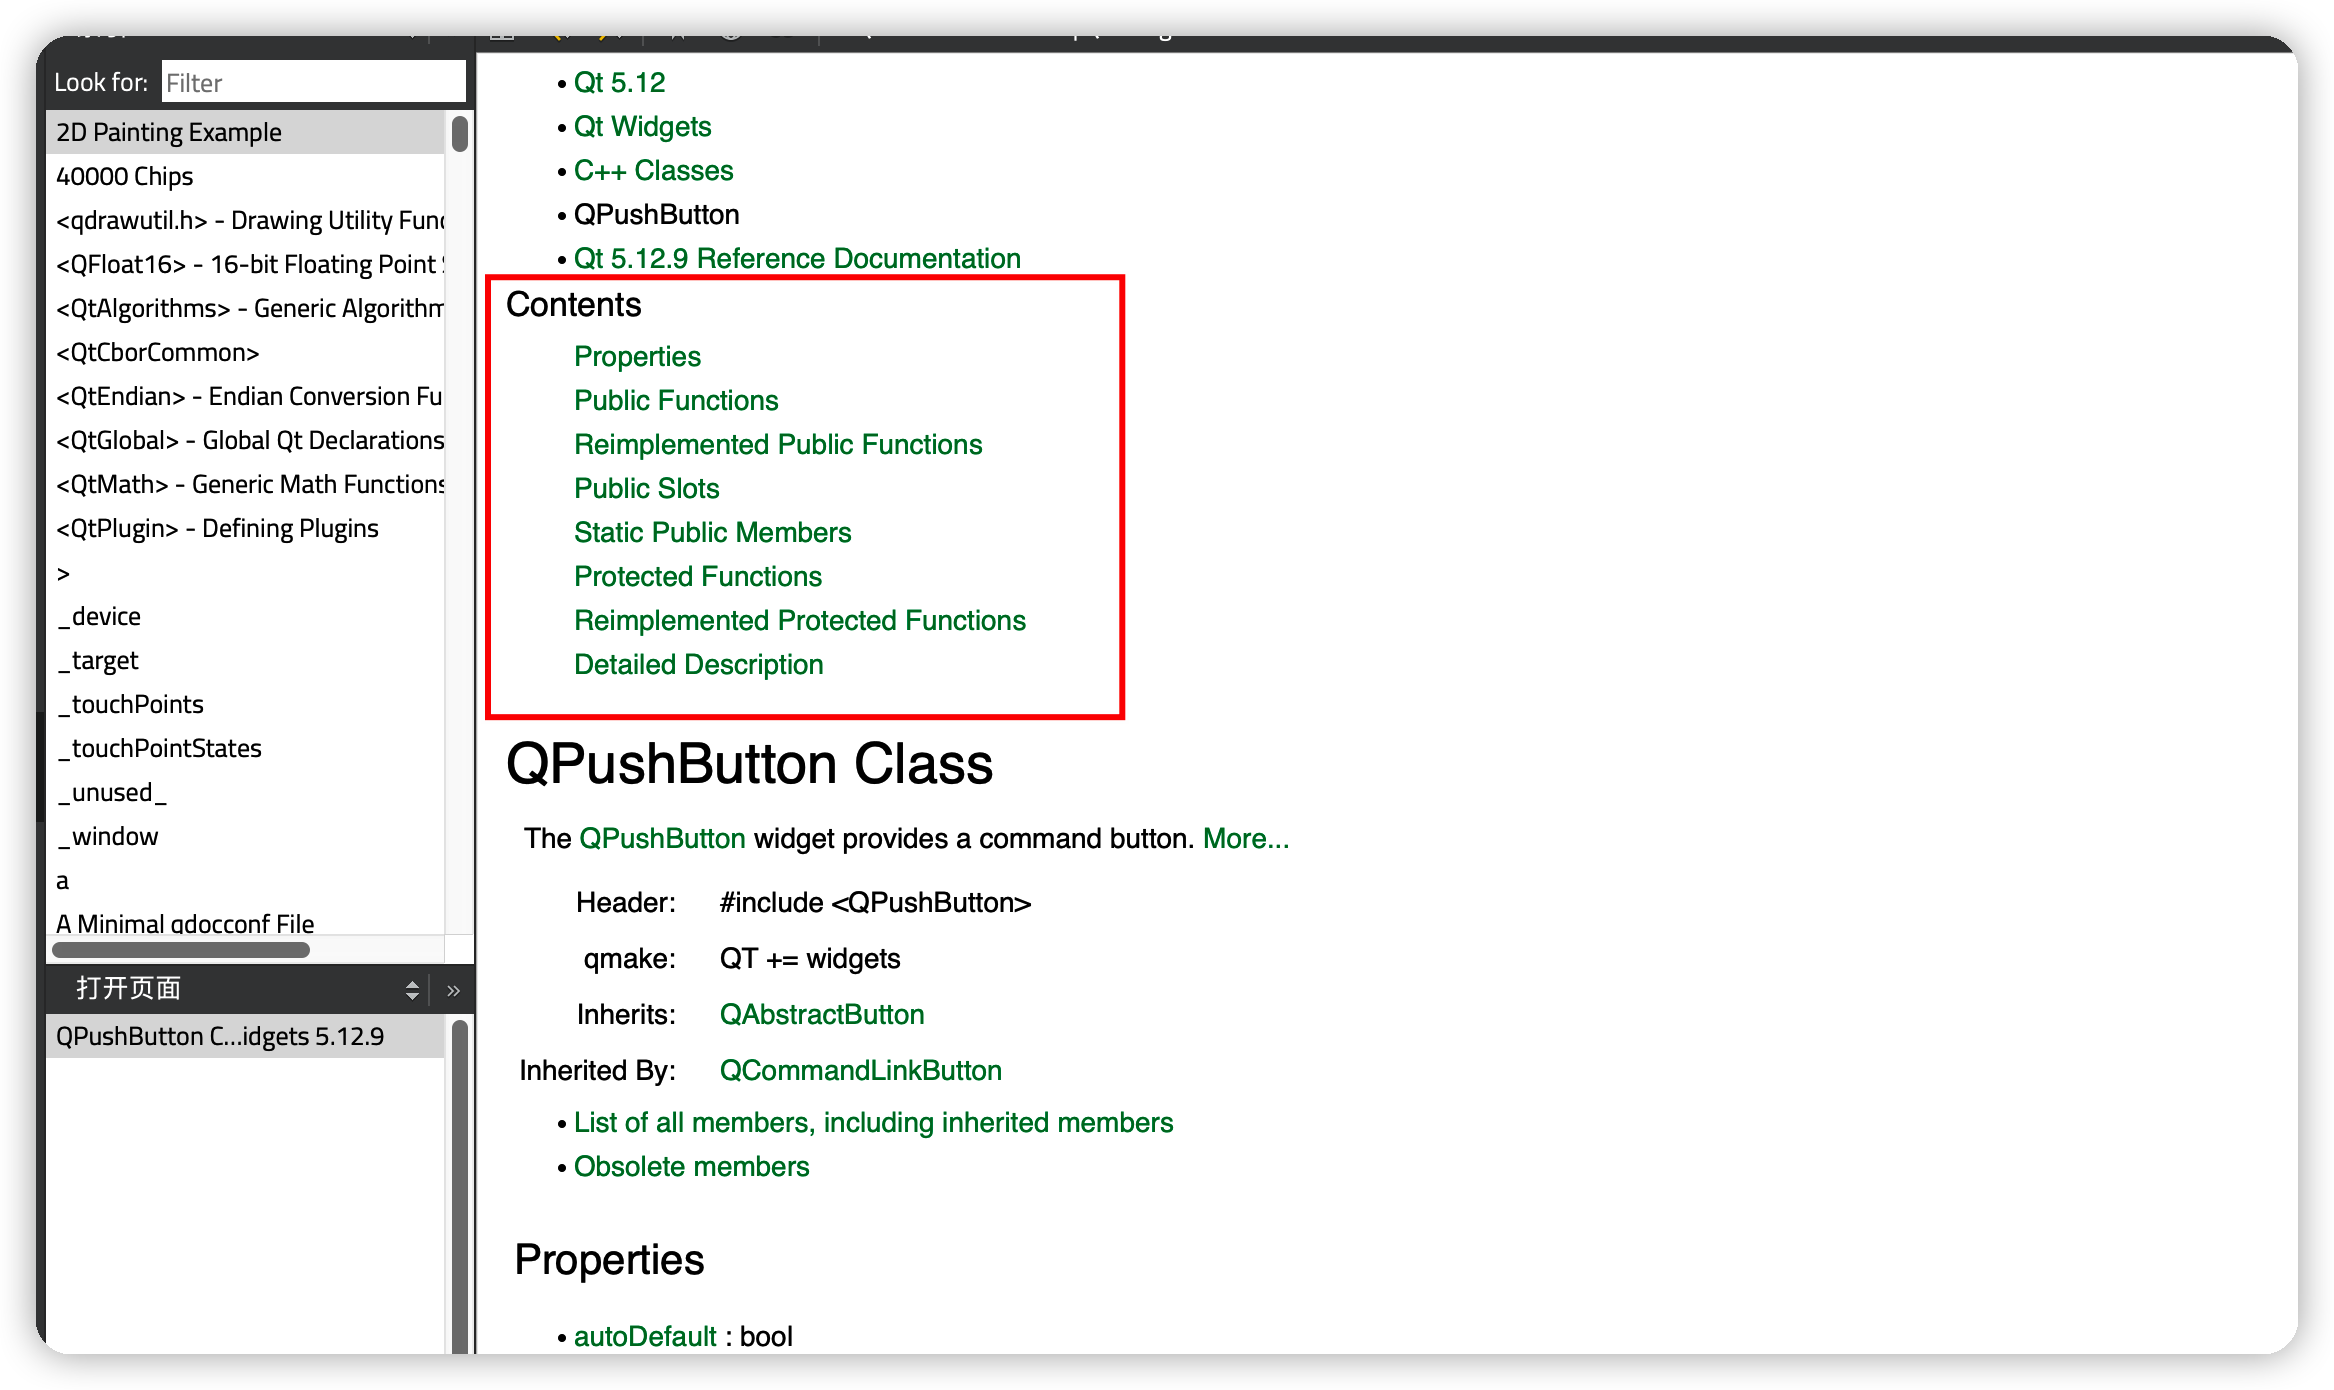 Look for: Filter
2D Painting Example
40000 Chips
<qdrawutil.h> - Drawing Utility Func
<QFloat16> - 16-bit Floating Point
<QtAlgorithms> - Generic Algorithm
<QtCborCommon>
<QtEndian> - Endian Conversion Fu
<QtGlobal> - Global Qt Declarations
<QtMath> - Generic Math Functions
<QtPlugin> - Defining Plugins
>
_device
_target
_touchPoints
_touchPointStates
_unused_
_window
a
A Minimal qdocconf File
打开页面
QPushButton C...idgets 5.12.9
• Qt 5.12
• Qt Widgets
• C++ Classes
• QPushButton
• Qt 5.12.9 Reference Documentation
Contents
Properties
Public Functions
Reimplemented Public Functions
Public Slots
Static Public Members
Protected Functions
Reimplemented Protected Functions
Detailed Description
QPushButton Class
The QPushButton widget provides a command button. More...
Header: #include <QPushButton>
qmake: QT += widgets
Inherits: QAbstractButton
Inherited By: QCommandLinkButton
• List of all members, including inherited members
• Obsolete members
Properties
• autoDefault : bool